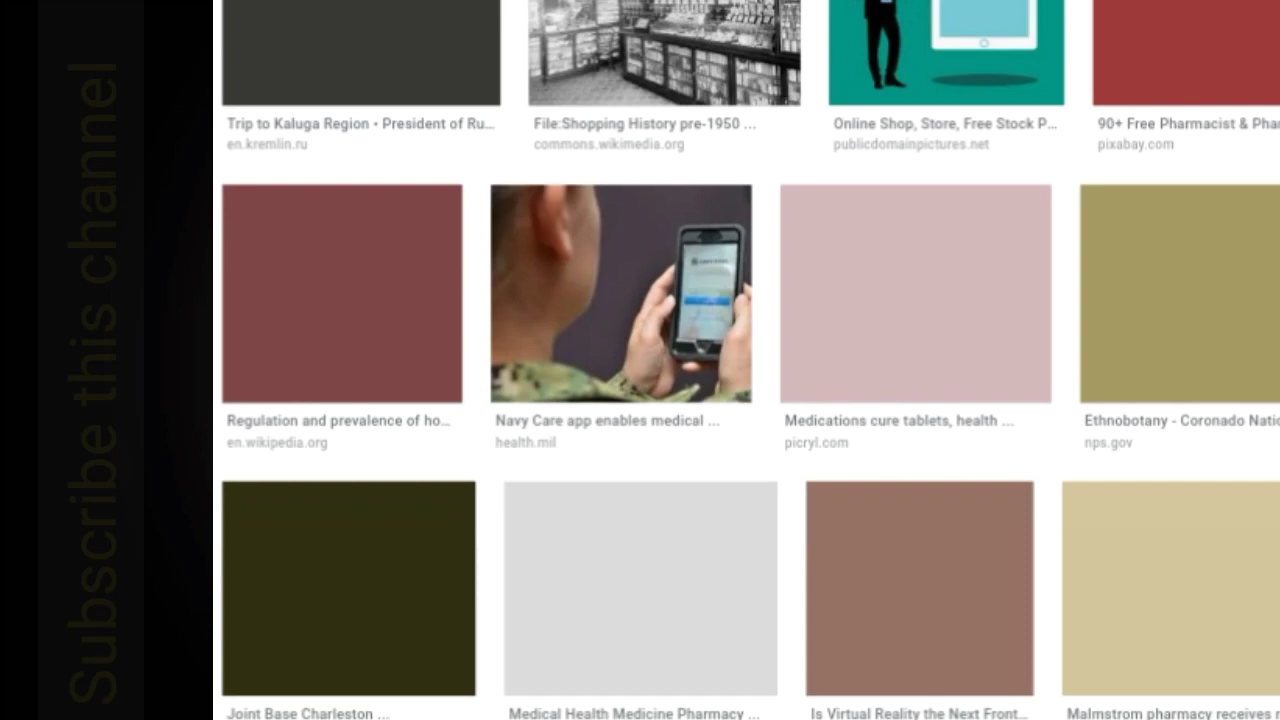 Subscribe this channel
Trip to Kaluga Region • President of Ru...
en.kremlin.ru
File:Shopping History pre-1950 ...
commons.wikimedia.org
Online Shop, Store, Free Stock P...
publicdomainpictures.net
90+ Free Pharmacist & Phar
pixabay.com
Regulation and prevalence of ho...
en.wikipedia.org
Navy Care app enables medical ...
health.mil
Medications cure tablets, health ...
picryl.com
Ethnobotany - Coronado Natio
nps.gov
Joint Base Charleston ...
Medical Health Medicine Pharmacy ...
Is Virtual Reality the Next Front...
Malmstrom pharmacy receives